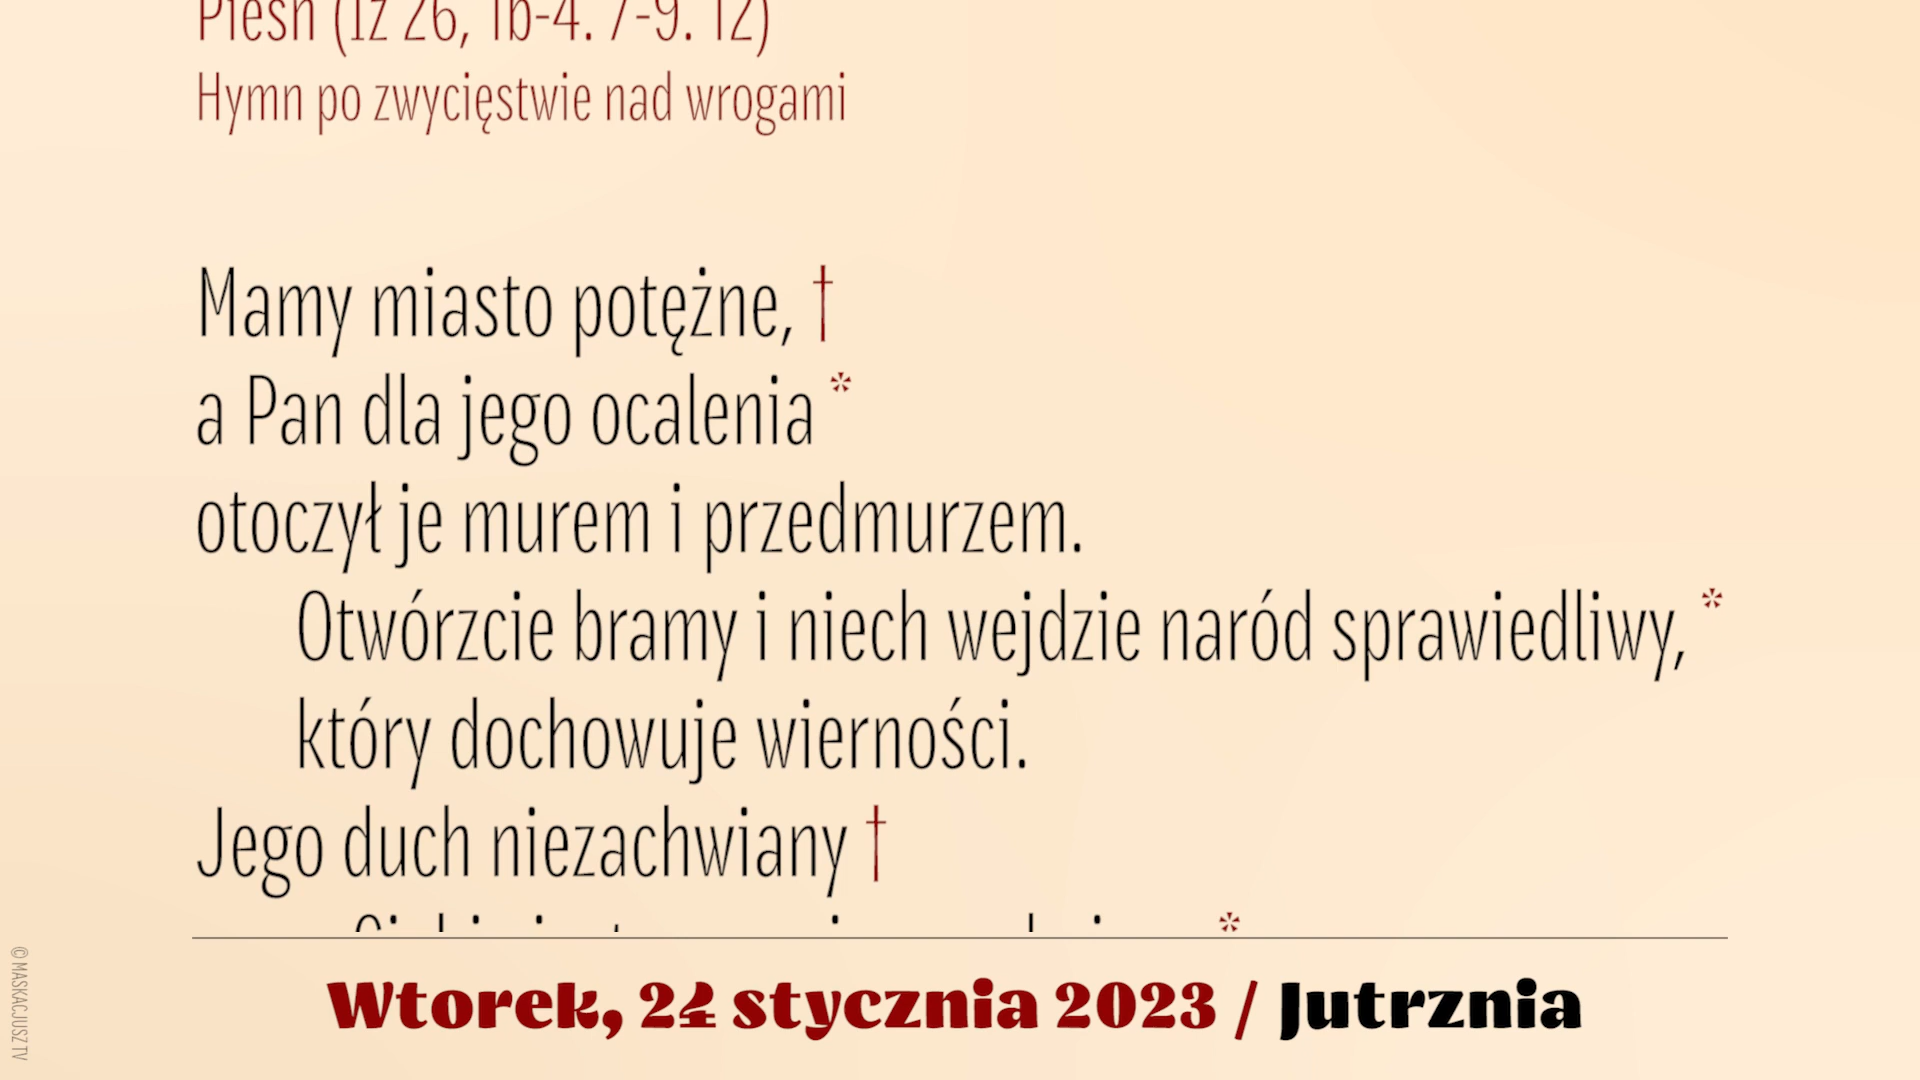 Pieśń (Iz 26, 1b-4. 7-9. 12)
Hymn po zwycięstwie nad wrogami
Mamy miasto potężne, †
a Pan dla jego ocalenia *
otoczył je murem i przedmurzem.
Otwórzcie bramy i niech wejdzie naród sprawiedliwy, *
który dochowuje wierności.
Jego duch niezachwiany †
*
Wtorek, 24 stycznia 2023 / Jutrznia
© MASKACJUSZ TV